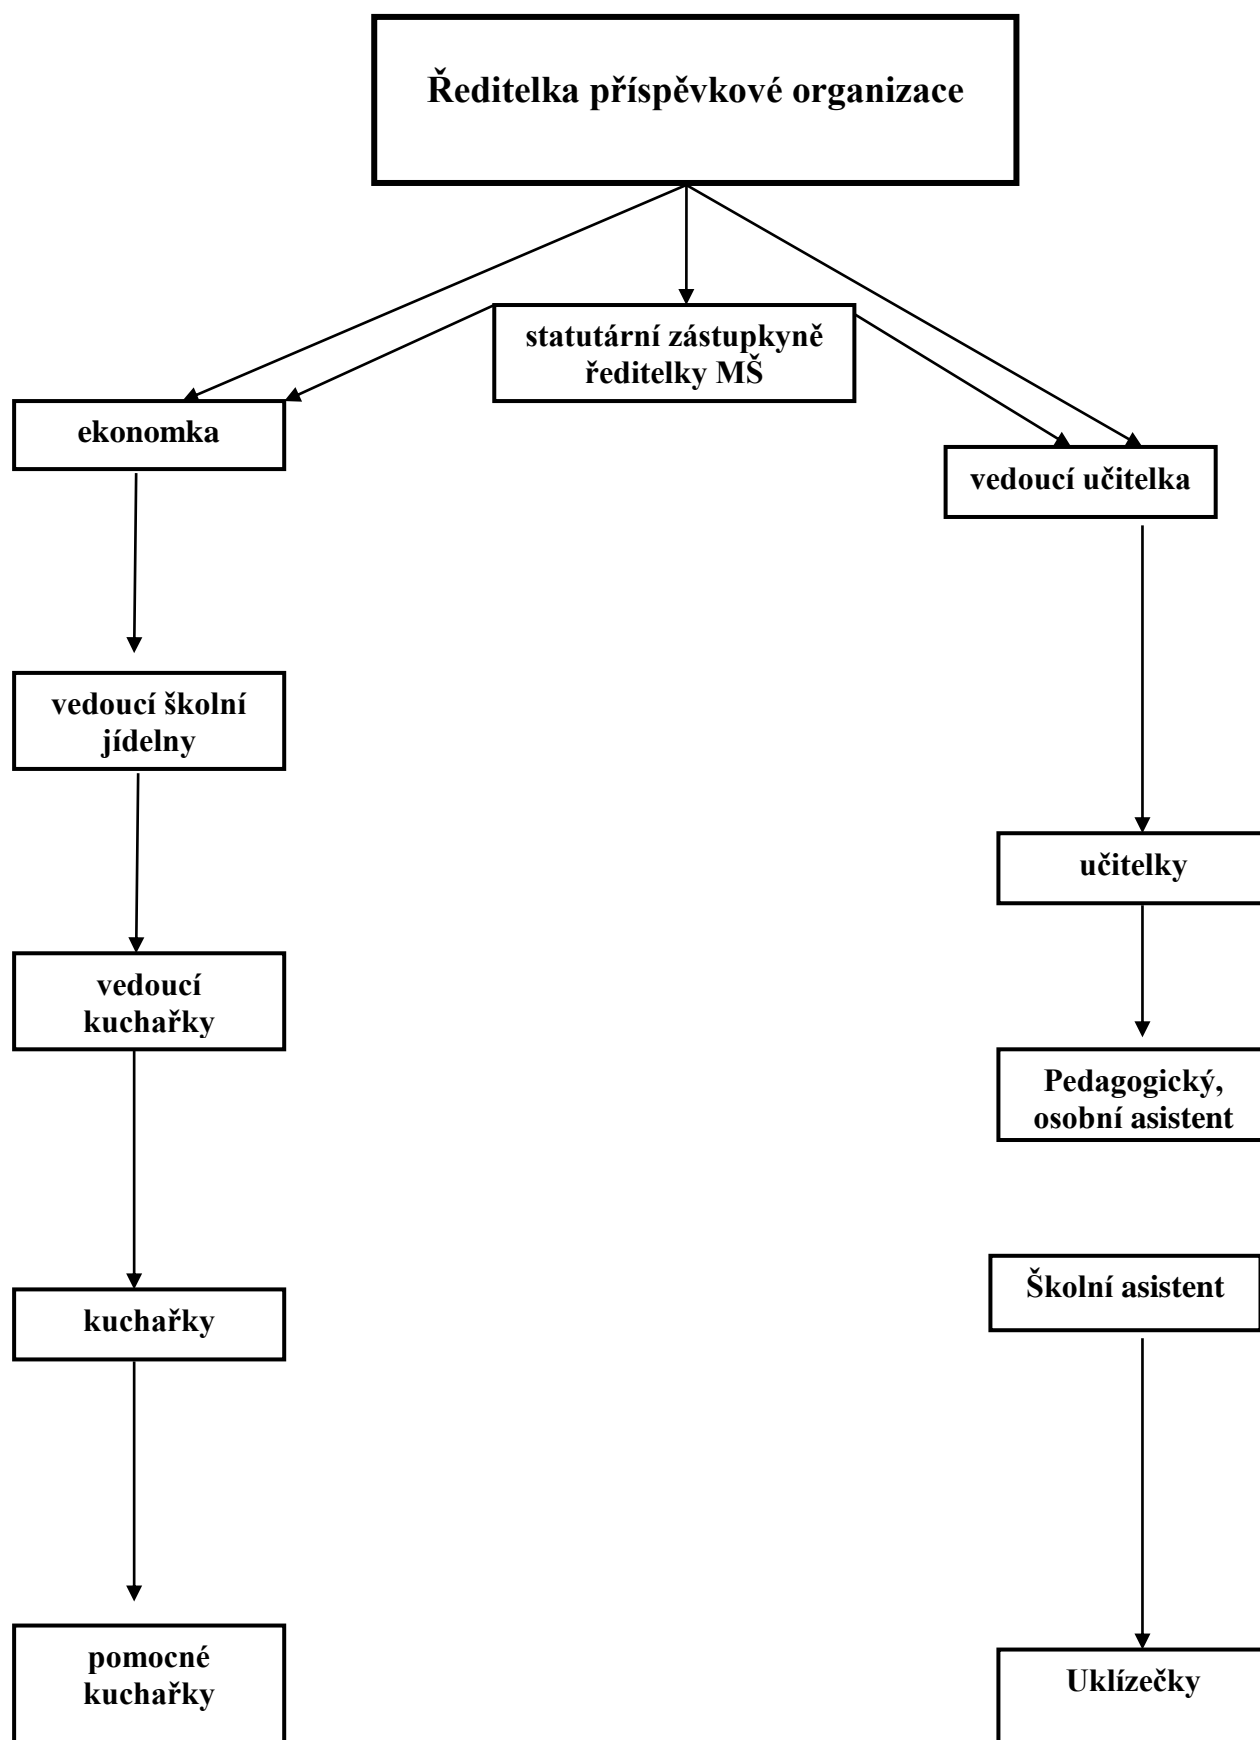 Ředitelka příspěvkové organizace
statutární zástupkyně
ředitelky MŠ
ekonomka
vedoucí učitelka
vedoucí školní
jídelny
učitelky
vedoucí
kuchařky
Pedagogický,
osobní asistent
Školní asistent
kuchařky
pomocné
kuchařky
Uklízečky